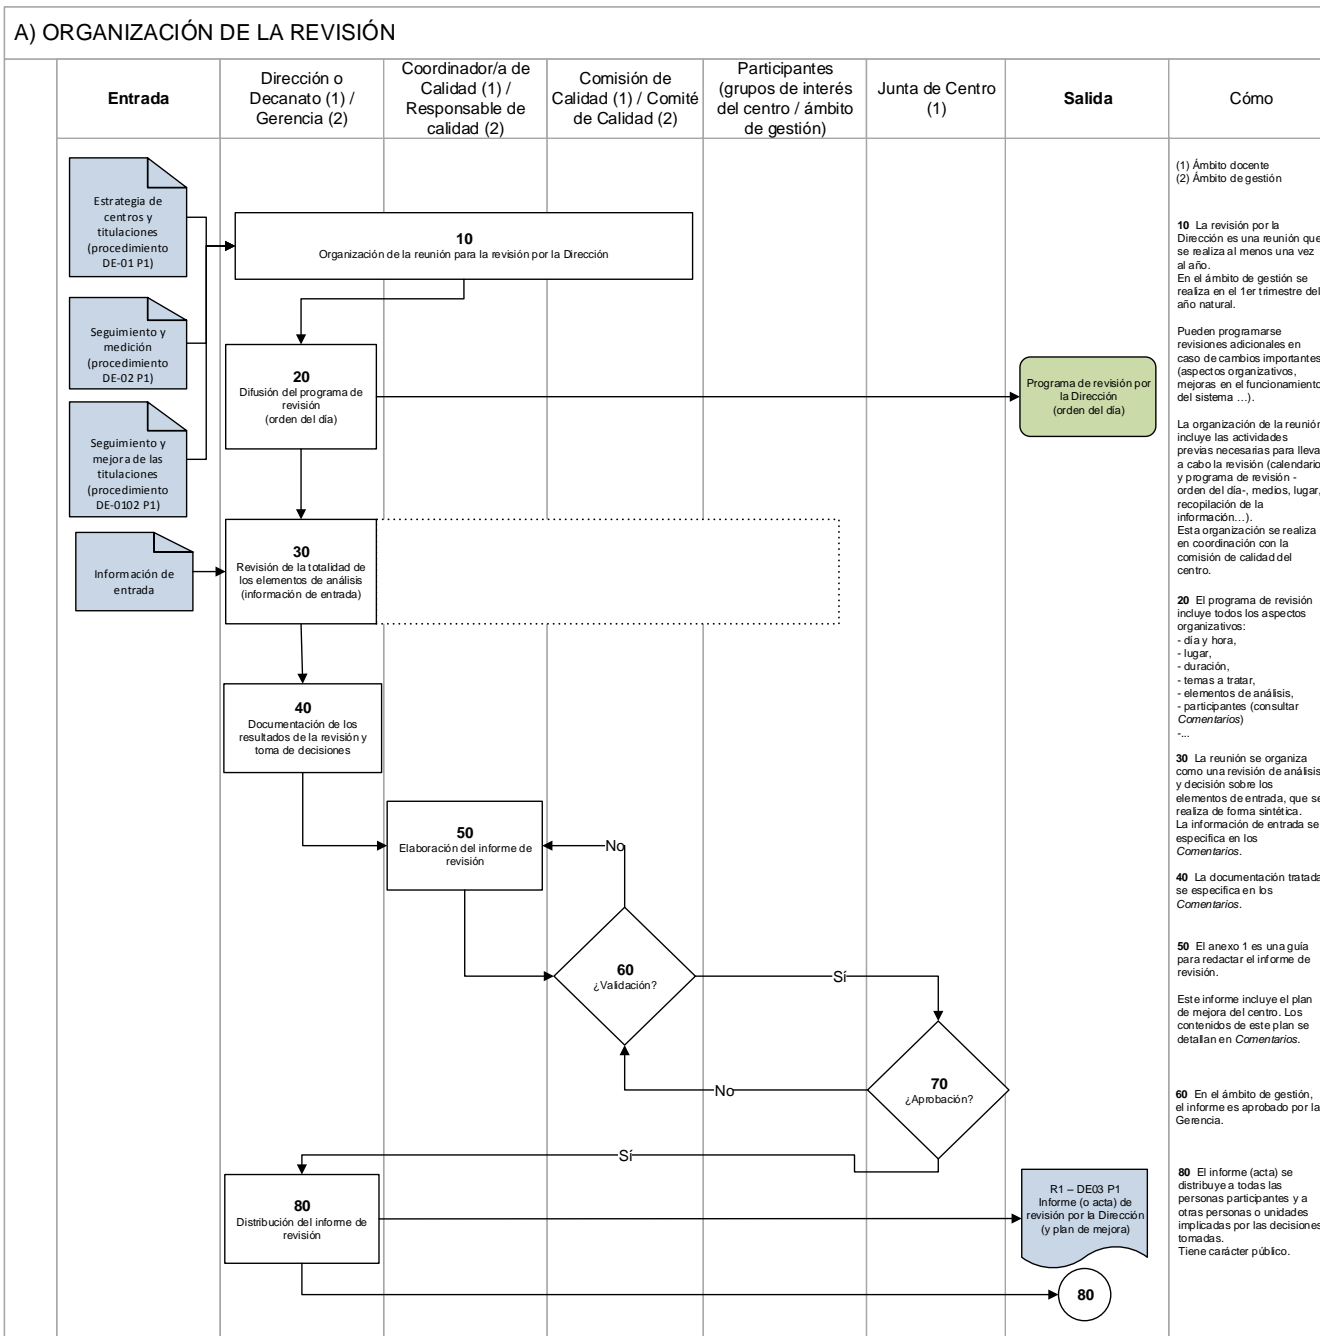 A) ORGANIZACIÓN DE LA REVISIÓN
Entrada
Dirección o
Decanato (1) /
Gerencia (2)
Coordinador/a de
Calidad (1) /
Responsable de
calidad (2)
Comisión de
Calidad (1) / Comité
de Calidad (2)
Participantes
(grupos de interés
del centro / ámbito
de gestión)
Junta de Centro
(1)
Salida
Cómo
Estrategia de
centros y
titulaciones
(procedimiento
DE-01 P1)
Seguimiento y
medición
(procedimiento
DE-02 P1)
Seguimiento y
mejora de las
titulaciones
(procedimiento
DE-0102 P1)
Información de
entrada
10
Organización de la reunión para la revisión por la Dirección
20
Difusión del programa de
revisión
(orden del día)
Programa de revisión por
la Dirección
(orden del día)
30
Revisión de la totalidad de
los elementos de análisis
(información de entrada)
40
Documentación de los
resultados de la revisión y
toma de decisiones
50
Elaboración del informe de
revisión
No
60
¿Validación?
Sí
70
¿Aprobación?
No
Sí
80
Distribución del informe de
revisión
R1 – DE03 P1
Informe (o acta) de
revisión por la Dirección
(y plan de mejora)
80
(1) Ámbito docente
(2) Ámbito de gestión
10 La revisión por la
Dirección es una reunión que
se realiza al menos una vez
al año.
En el ámbito de gestión se
realiza en el 1er trimestre del
año natural.
Pueden programarse
revisiones adicionales en
caso de cambios importantes
(aspectos organizativos,
mejoras en el funcionamiento
del sistema …).
La organización de la reunión
incluye las actividades
previas necesarias para lleva
a cabo la revisión (calendario
y programa de revisión -
orden del día-, medios, lugar,
recopilación de la
información…).
Esta organización se realiza
en coordinación con la
comisión de calidad del
centro.
20 El programa de revisión
incluye todos los aspectos
organizativos:
- día y hora,
- lugar,
- duración,
- temas a tratar,
- elementos de análisis,
- participantes (consultar
Comentarios)
-...
30 La reunión se organiza
como una revisión de análisis
y decisión sobre los
elementos de entrada, que se
realiza de forma sintética.
La información de entrada se
especifica en los
Comentarios.
40 La documentación tratada
se especifica en los
Comentarios.
50 El anexo 1 es una guía
para redactar el informe de
revisión.
Este informe incluye el plan
de mejora del centro. Los
contenidos de este plan se
detallan en Comentarios.
60 En el ámbito de gestión,
el informe es aprobado por la
Gerencia.
80 El informe (acta) se
distribuye a todas las
personas participantes y a
otras personas o unidades
implicadas por las decisiones
tomadas.
Tiene carácter público.